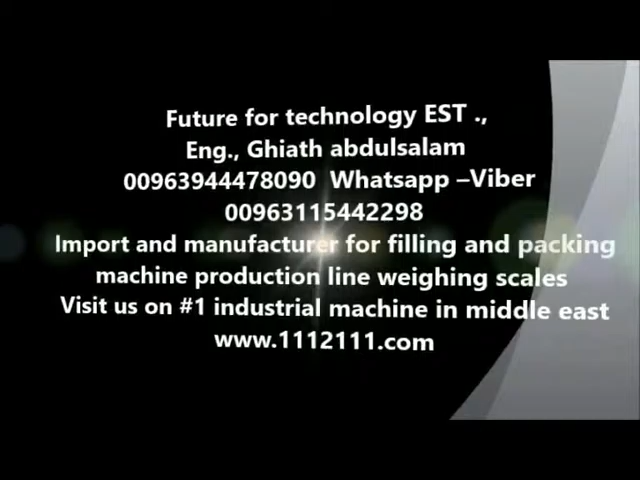 Future for technology EST .,
Eng., Ghiath abdulsalam
00963944478090  Whatsapp –Viber
00963115442298
Import and manufacturer for filling and packing
machine production line weighing scales
Visit us on #1 industrial machine in middle east
www.1112111.com